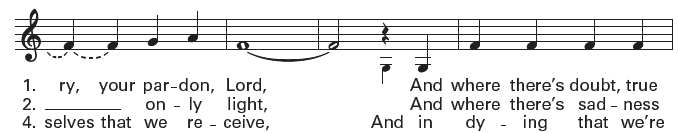 1. ry, your par–don, Lord, And where there's doubt, true
2. ________ on – ly light, And where there's sad – ness
4. selves that we re – ceive, And in dy – ing that we're